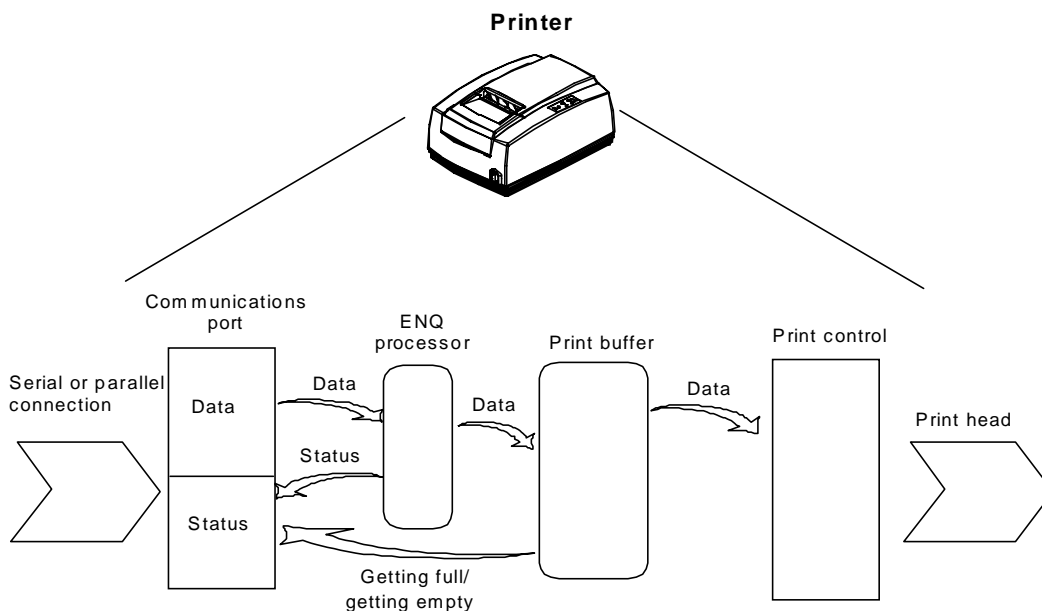 Printer
Communications
port
ENQ
processor
Print buffer
Print control
Serial or parallel
connection
Data
Data
Data
Data
Print head
Status
Status
Getting full/
getting empty